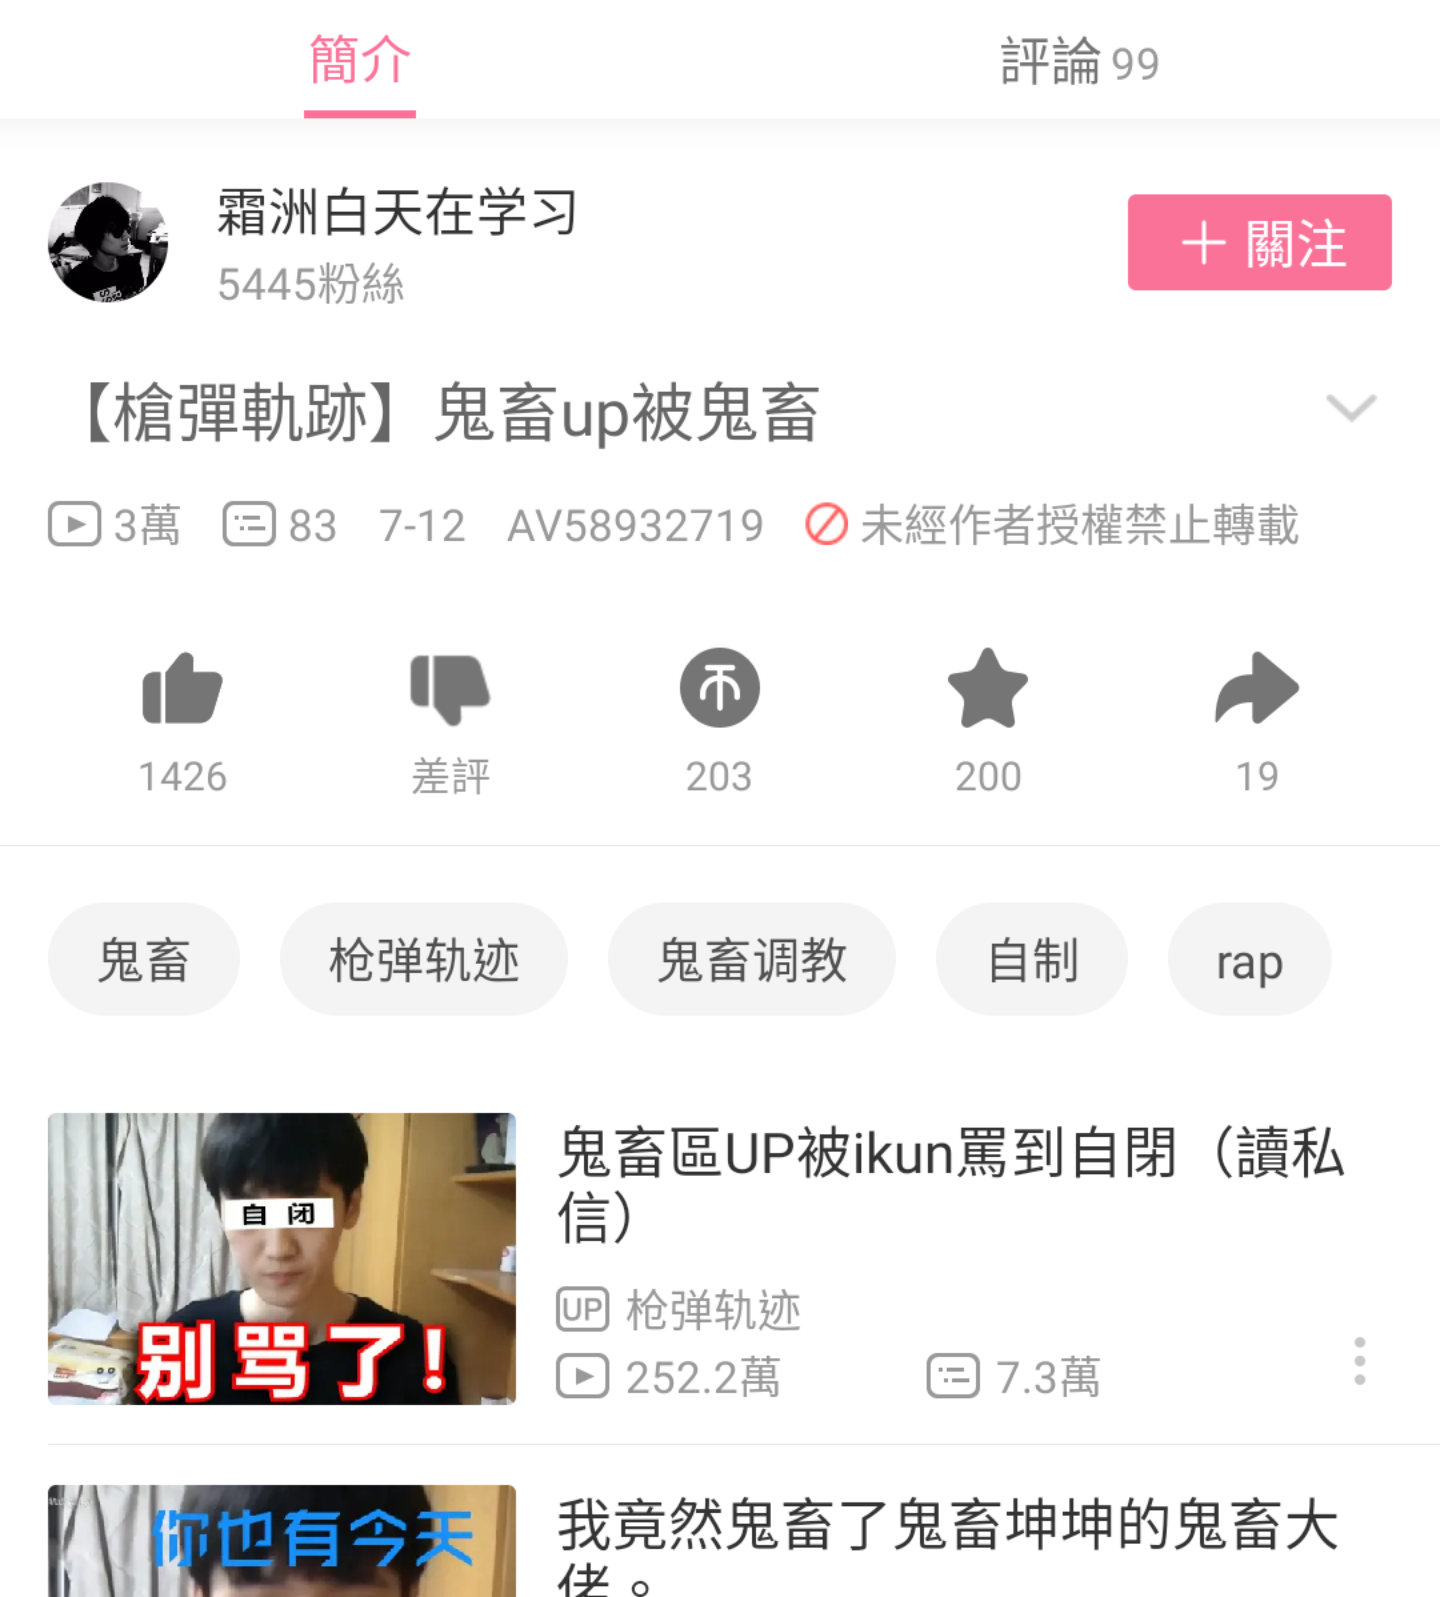 簡介
評論 99
霜洲白天在学习
5445粉絲
關注
【槍彈軌跡】鬼畜up被鬼畜
3萬 83 7-12 AV58932719 未經作者授權禁止轉載
1426 差評 203 200 19
鬼畜 枪弹轨迹 鬼畜调教 自制 rap
自闭
别骂了!
鬼畜區UP被ikun罵到自閉（讀私
信）
UP 枪弹轨迹
252.2萬 7.3萬
你也有今天
我竟然鬼畜了鬼畜坤坤的鬼畜大
佬。